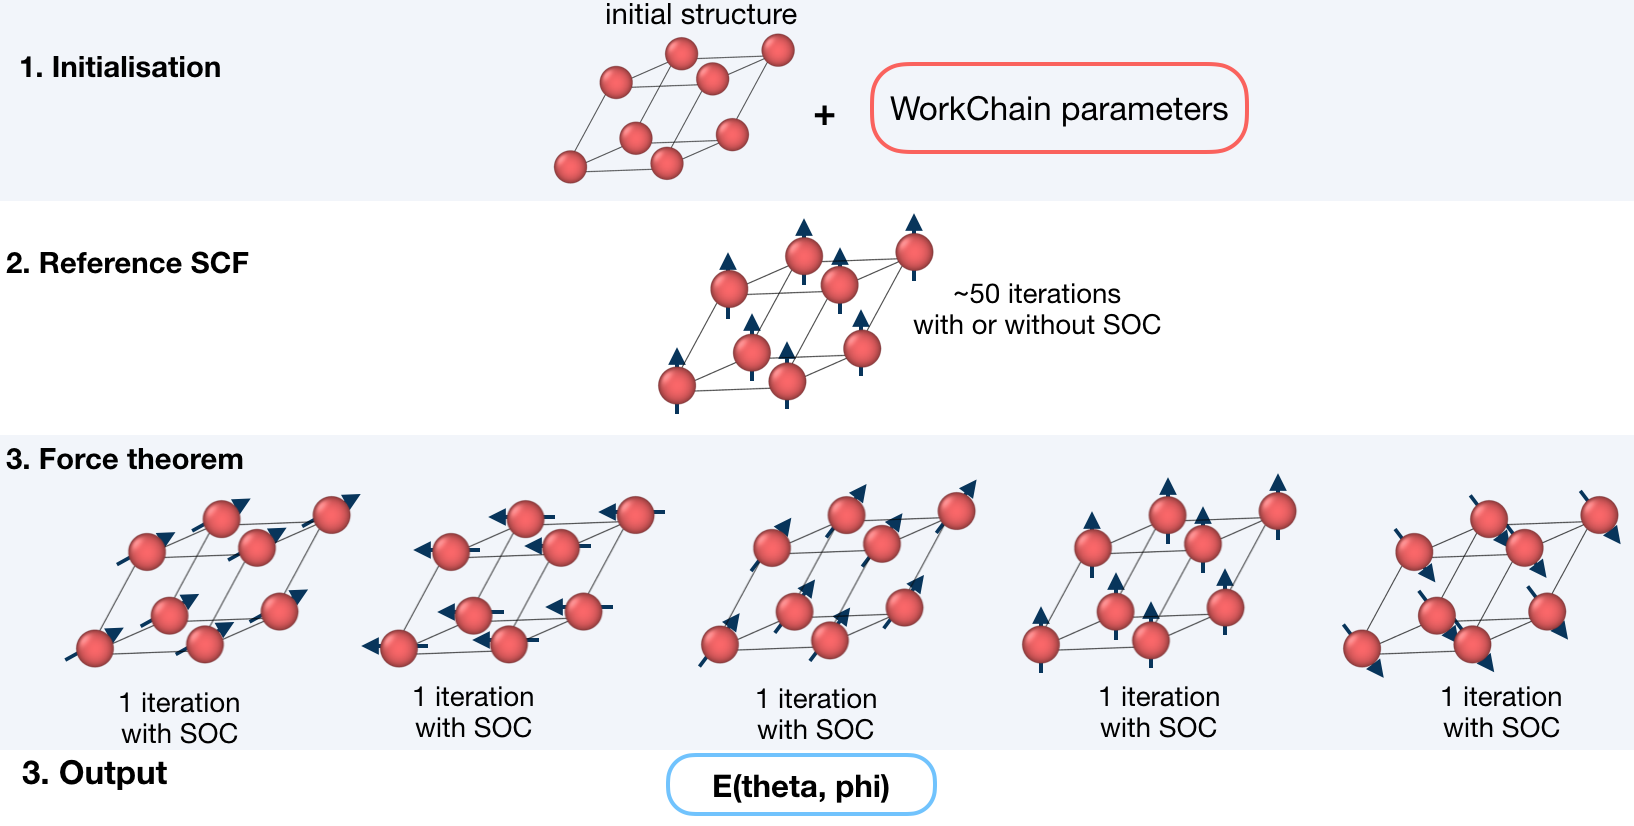 initial structure
1. Initialisation
+
WorkChain parameters
2. Reference SCF
~50 iterations
with or without SOC
3. Force theorem
1 iteration
with SOC
1 iteration
with SOC
1 iteration
with SOC
1 iteration
with SOC
1 iteration
with SOC
3. Output
E(theta, phi)